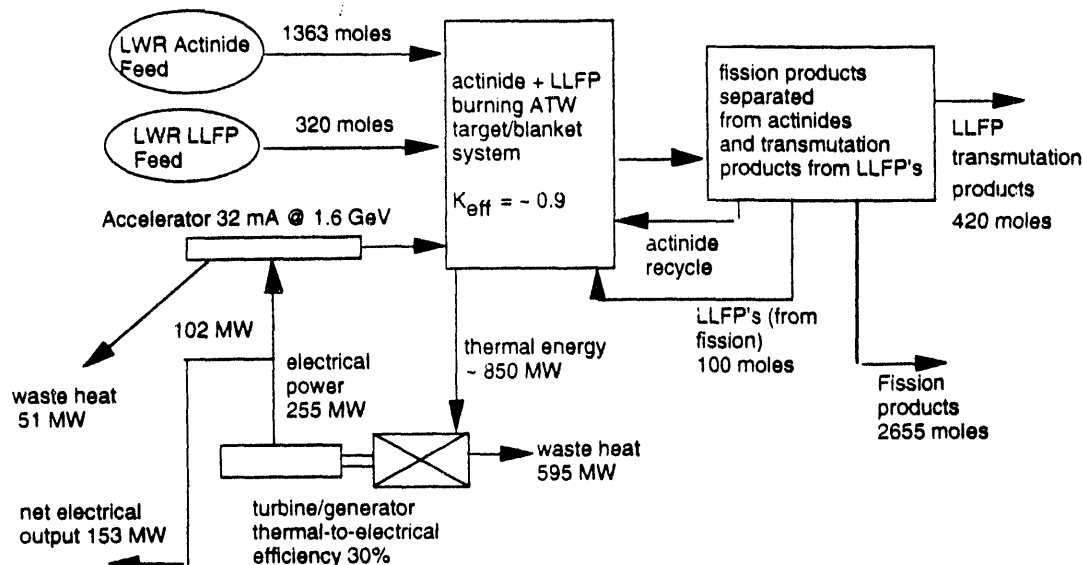 LWR Actinide
Feed
1363 moles
LWR LLFP
Feed
320 moles
actinide + LLFP
burning ATW
target/blanket
system
Keff = ~ 0.9
fission products
separated
from actinides
and transmutation
products from LLFP's
LLFP
transmutation
products
420 moles
Accelerator 32 mA @ 1.6 GeV
actinide
recycle
102 MW
LLFP's (from
fission)
100 moles
thermal energy
~ 850 MW
electrical
power
255 MW
waste heat
51 MW
Fission
products
2655 moles
waste heat
595 MW
net electrical
output 153 MW
turbine/generator
thermal-to-electrical
efficiency 30%